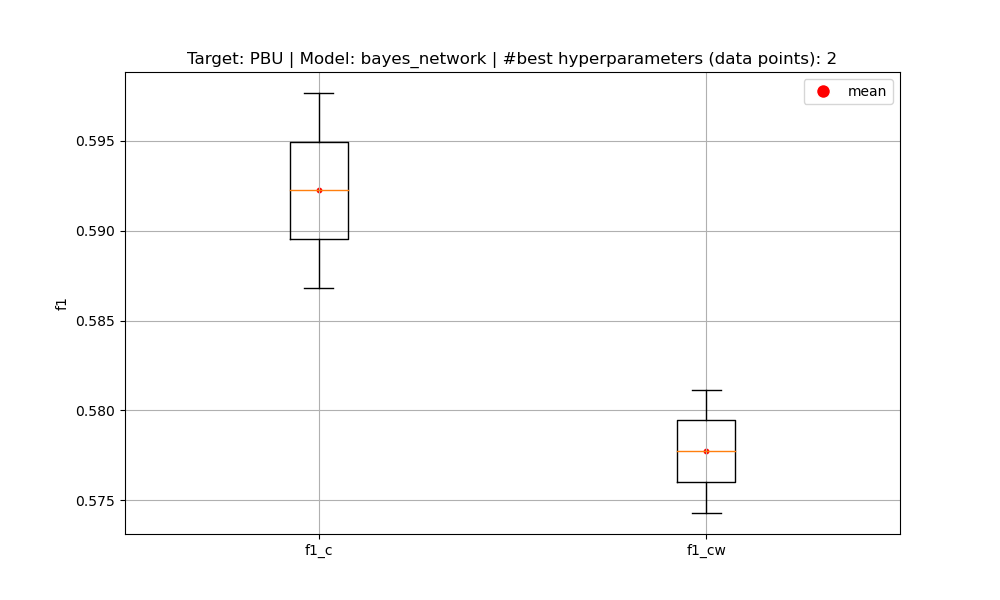 Target: PBU | Model: bayes_network | #best hyperparameters (data points): 2
mean
0.595
0.590
0.585
0.580
0.575
f1
f1_c
f1_cw